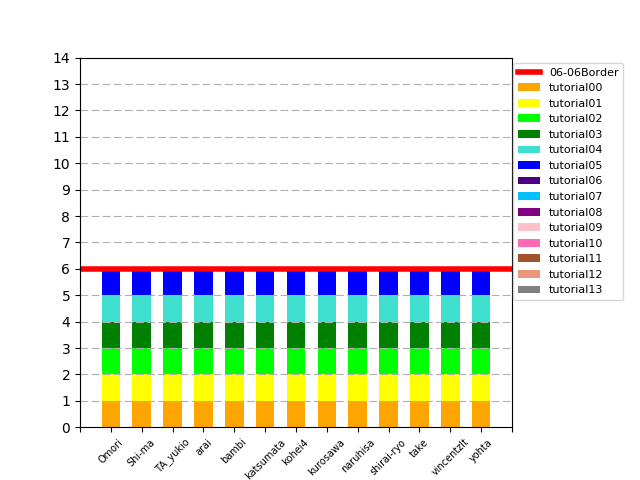 14
13
12
11
10
9
8
7
6
5
4
3
2
1
0
Omori
Shi-ma
TA_yukio
arai
bambi
katsumata
kohei4
kurosawa
naruhisa
shirai-ryo
take
vincentzlt
yohta
06-06Border
tutorial00
tutorial01
tutorial02
tutorial03
tutorial04
tutorial05
tutorial06
tutorial07
tutorial08
tutorial09
tutorial10
tutorial11
tutorial12
tutorial13